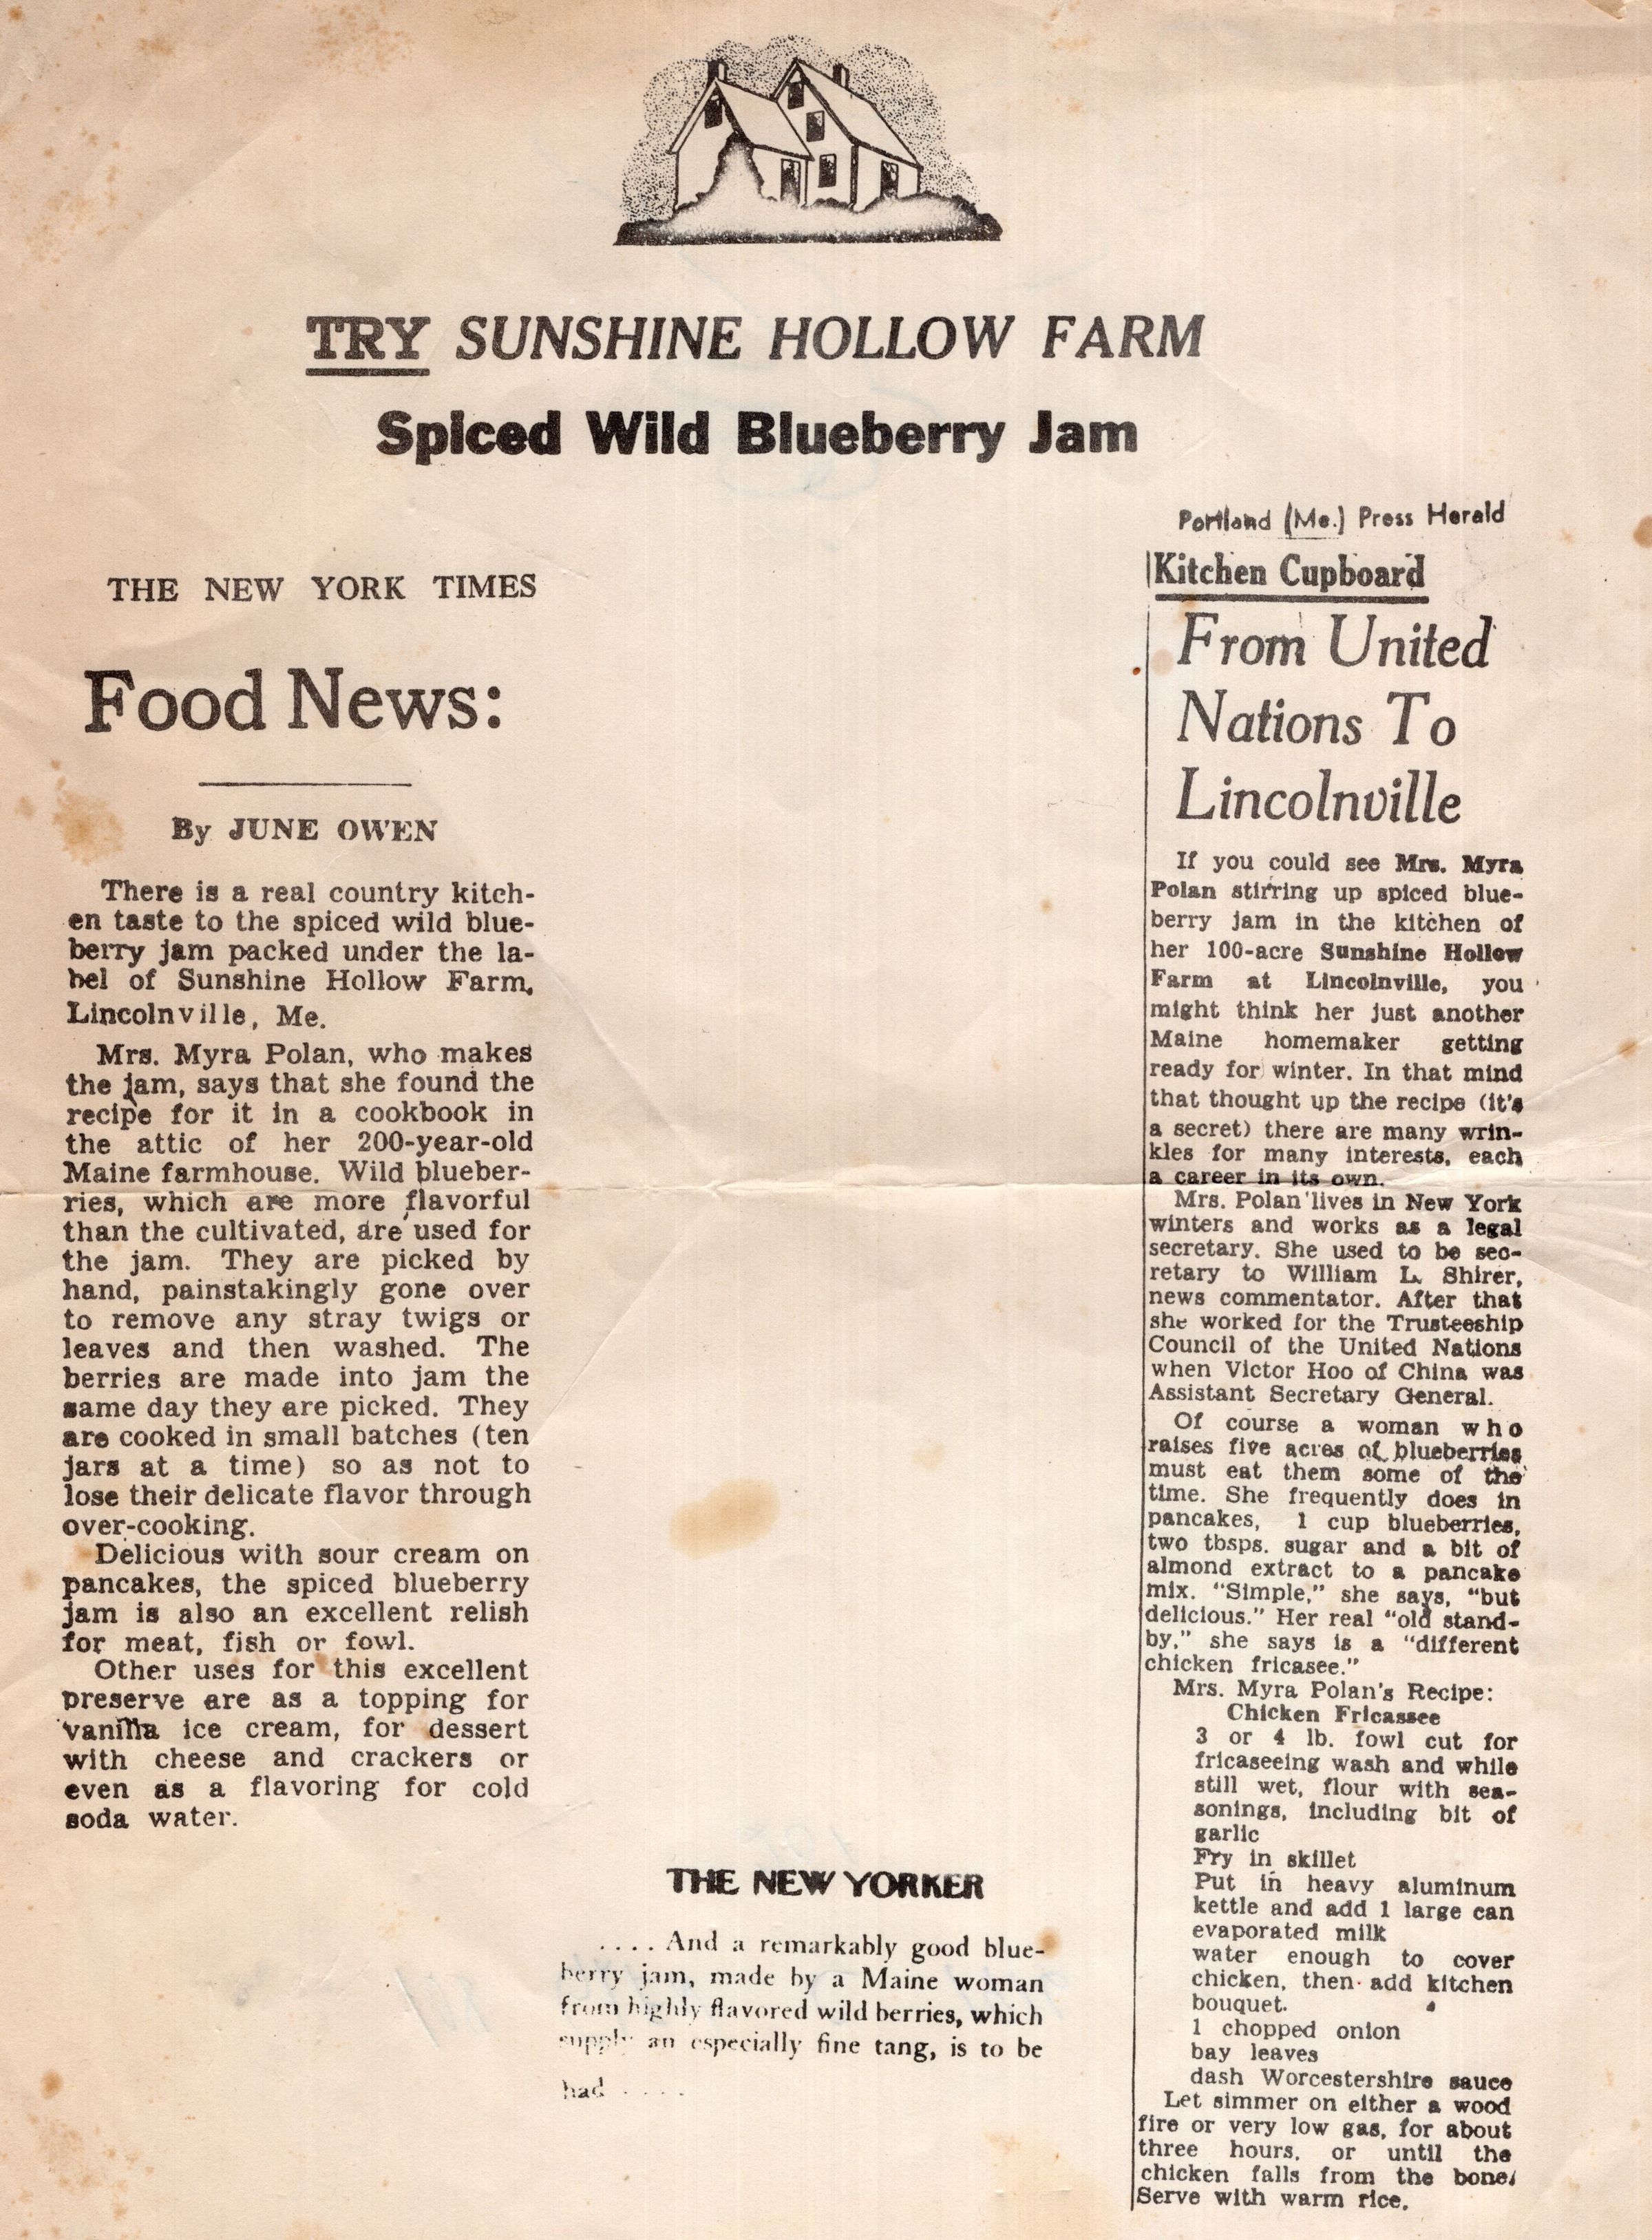 TRY SUNSHINE HOLLOW FARM
Spiced Wild Blueberry Jam
THE NEW YORK TIMES
Food News:
By JUNE OWEN
There is a real country kitch-
en taste to the spiced wild blue-
berry jam packed under the la-
bel of Sunshine Hollow Farm,
Lincolnville, Me.
Mrs. Myra Polan, who makes
the jam, says that she found the
recipe for it in a cookbook in
the attic of her 200-year-old
Maine farmhouse. Wild blueber-
ries, which are more flavorful
than the cultivated, are used for
the jam. They are picked by
hand, painstakingly gone over
to remove any stray twigs or
leaves and then washed. The
berries are made into jam the
same day they are picked. They
are cooked in small batches (ten
jars at a time) so as not to
lose their delicate flavor through
over-cooking.
Delicious with sour cream on
pancakes, the spiced blueberry
jam is also an excellent relish
for meat, fish or fowl.
Other uses for this excellent
preserve are as a topping for
vanilla ice cream, for dessert
with cheese and crackers or
even as a flavoring for cold
soda water.
THE NEW YORKER
.... And a remarkably good blue-
berry jam, made by a Maine woman
from highly flavored wild berries, which
supply an especially fine tang, is to be
had .....
Portland (Me.) Press Herald
Kitchen Cupboard
From United
Nations To
Lincolnville
If you could see Mrs. Myra
Polan stirring up spiced blue-
berry jam in the kitchen of
her 100-acre Sunshine Hollow
Farm at Lincolnville, you
might think her just another
Maine homemaker getting
ready for winter. In that mind
that thought up the recipe (it's
a secret) there are many wrin-
kles for many interests, each
a career in its own.
Mrs. Polan lives in New York
winters and works as a legal
secretary. She used to be sec-
retary to William L. Shirer,
news commentator. After that
she worked for the Trusteeship
Council of the United Nations
when Victor Hoo of China was
Assistant Secretary General.
Of course a woman who
raises five acres of blueberries
must eat them some of the
time. She frequently does in
pancakes, 1 cup blueberries,
two tbsps. sugar and a bit of
almond extract to a pancake
mix. "Simple," she says, "but
delicious." Her real "old stand-
by," she says is a "different
chicken fricasee."
Mrs. Myra Polan's Recipe:
Chicken Fricassee
3 or 4 lb. fowl cut for
fricaseeing wash and while
still wet, flour with sea-
sonings, including bit of
garlic
Fry in skillet
Put in heavy aluminum
kettle and add 1 large can
evaporated milk
water enough to cover
chicken, then add kitchen
bouquet.
1 chopped onion
bay leaves
dash Worcestershire sauce
Let simmer on either a wood
fire or very low gas, for about
three hours, or until the
chicken falls from the bone.
Serve with warm rice.